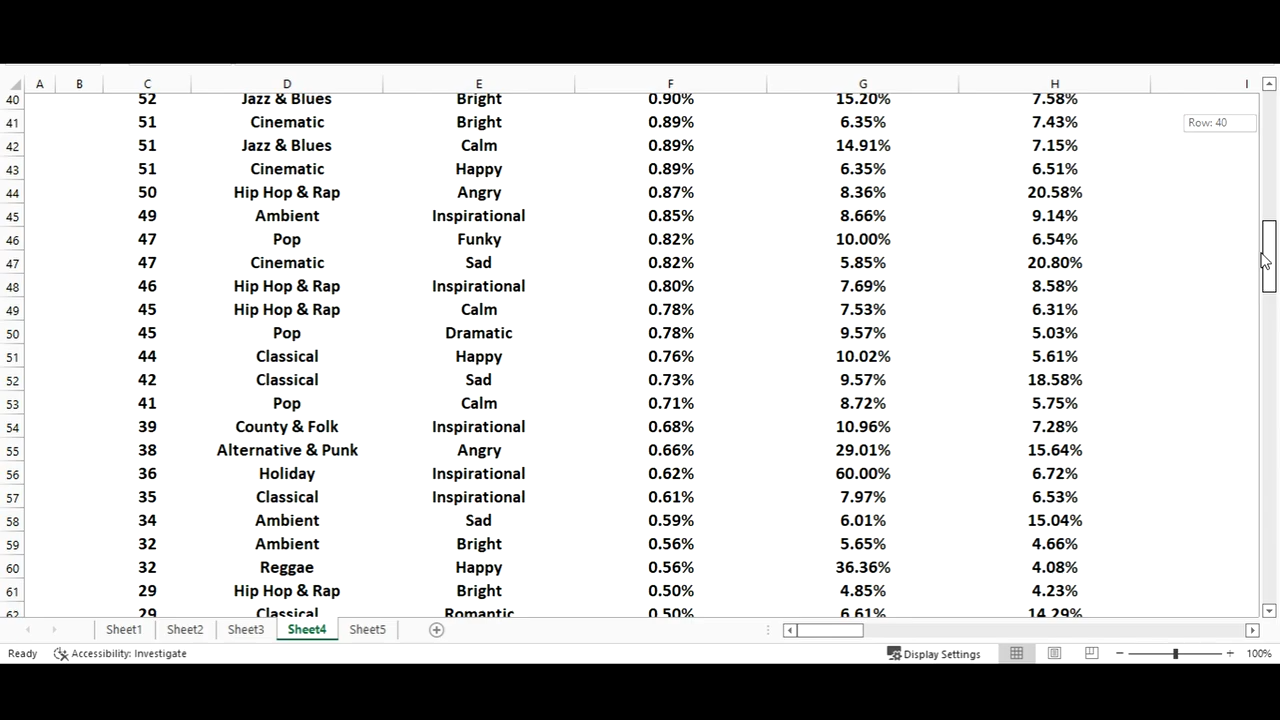 A B C D E F G H I
40 52 Jazz & Blues Bright 0.90% 15.20% 7.58%
41 51 Cinematic Bright 0.89% 6.35% 7.43% Row: 40
42 51 Jazz & Blues Calm 0.89% 14.91% 7.15%
43 51 Cinematic Happy 0.89% 6.35% 6.51%
44 50 Hip Hop & Rap Angry 0.87% 8.36% 20.58%
45 49 Ambient Inspirational 0.85% 8.66% 9.14%
46 47 Pop Funky 0.82% 10.00% 6.54%
47 47 Cinematic Sad 0.82% 5.85% 20.80%
48 46 Hip Hop & Rap Inspirational 0.80% 7.69% 8.58%
49 45 Hip Hop & Rap Calm 0.78% 7.53% 6.31%
50 45 Pop Dramatic 0.78% 9.57% 5.03%
51 44 Classical Happy 0.76% 10.02% 5.61%
52 42 Classical Sad 0.73% 9.57% 18.58%
53 41 Pop Calm 0.71% 8.72% 5.75%
54 39 County & Folk Inspirational 0.68% 10.96% 7.28%
55 38 Alternative & Punk Angry 0.66% 29.01% 15.64%
56 36 Holiday Inspirational 0.62% 60.00% 6.72%
57 35 Classical Inspirational 0.61% 7.97% 6.53%
58 34 Ambient Sad 0.59% 6.01% 15.04%
59 32 Ambient Bright 0.56% 5.65% 4.66%
60 32 Reggae Happy 0.56% 36.36% 4.08%
61 29 Hip Hop & Rap Bright 0.50% 4.85% 4.23%
62 29 Classical Romantic 0.50% 6.61% 14.29%
Sheet1 Sheet2 Sheet3 Sheet4 Sheet5
Ready Accessibility: Investigate Display Settings 100%